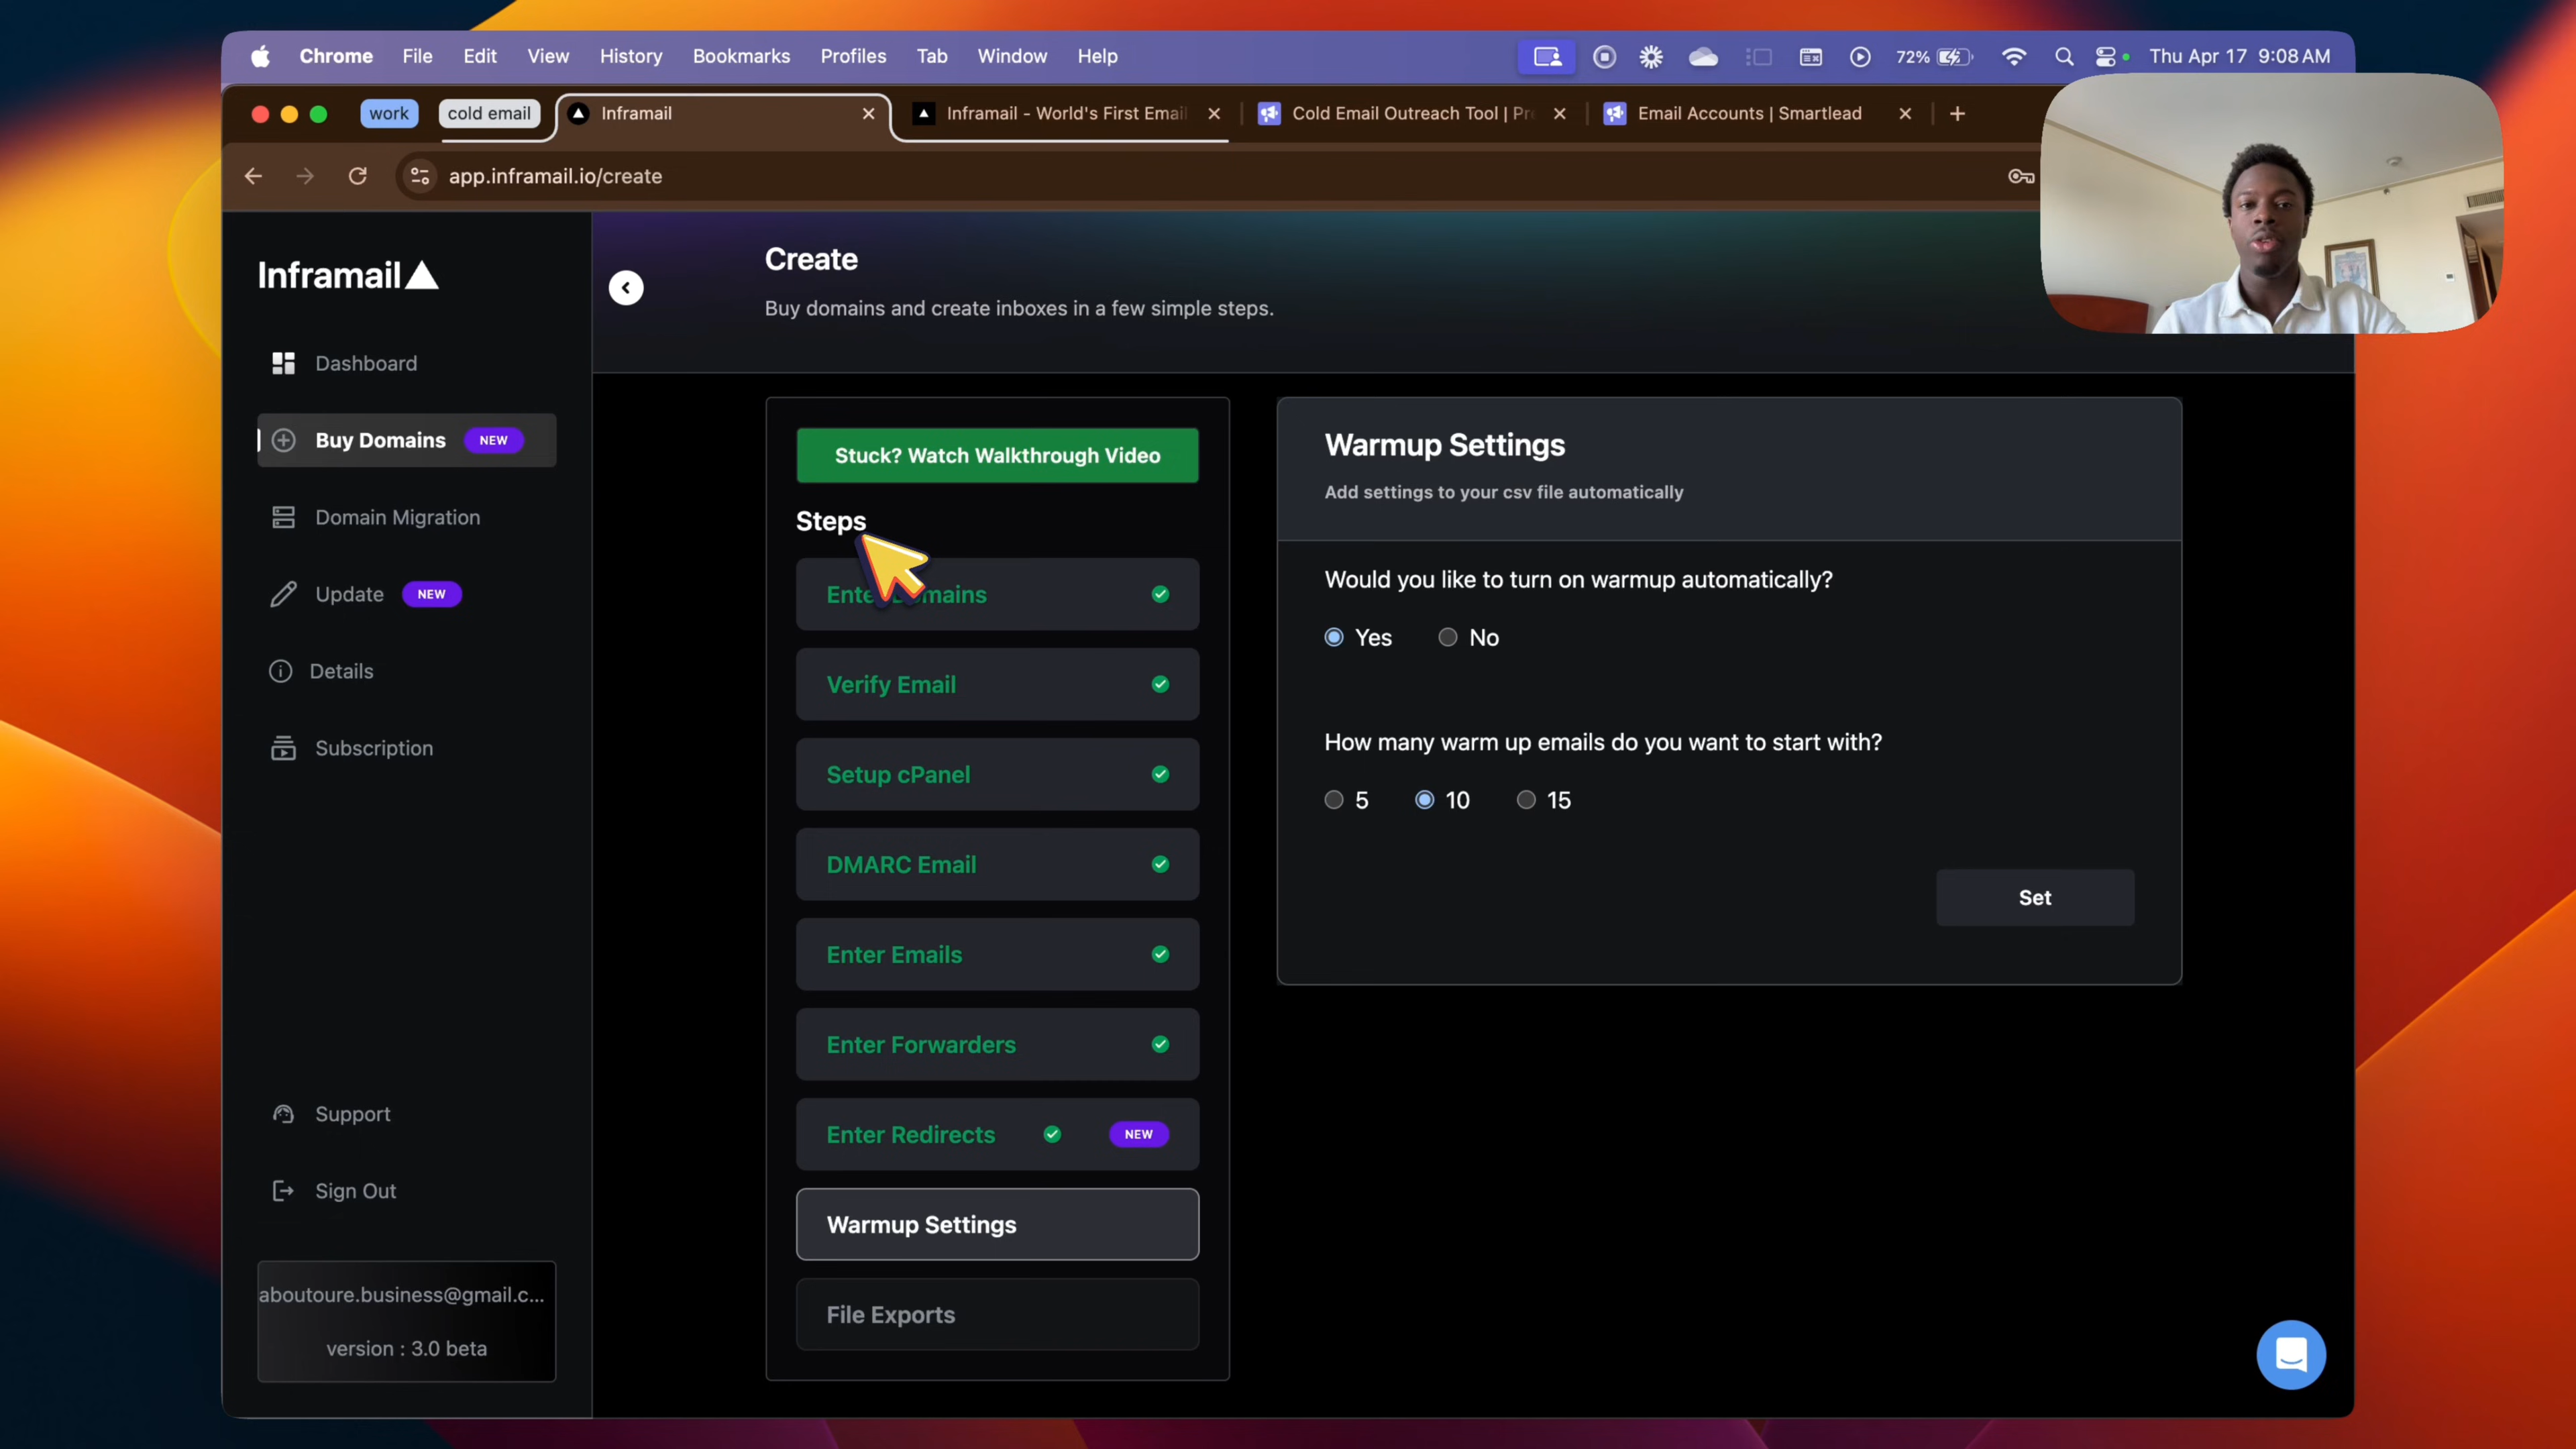 Chrome File Edit View History Bookmarks Profiles Tab Window Help 72% Thu Apr 17 9:08 AM
work cold email Inframail Inframail - World's First Email Cold Email Outreach Tool | Pre Email Accounts | Smartlead
app.inframail.io/create
Inframail
Dashboard
Buy Domains NEW
Domain Migration
Update NEW
Details
Subscription
Support
Sign Out
aboutoure.business@gmail.c...
version : 3.0 beta
Create
Buy domains and create inboxes in a few simple steps.
Stuck? Watch Walkthrough Video
Steps
Enter Domains
Verify Email
Setup cPanel
DMARC Email
Enter Emails
Enter Forwarders
Enter Redirects NEW
Warmup Settings
File Exports
Warmup Settings
Add settings to your csv file automatically
Would you like to turn on warmup automatically?
Yes No
How many warm up emails do you want to start with?
5 10 15
Set